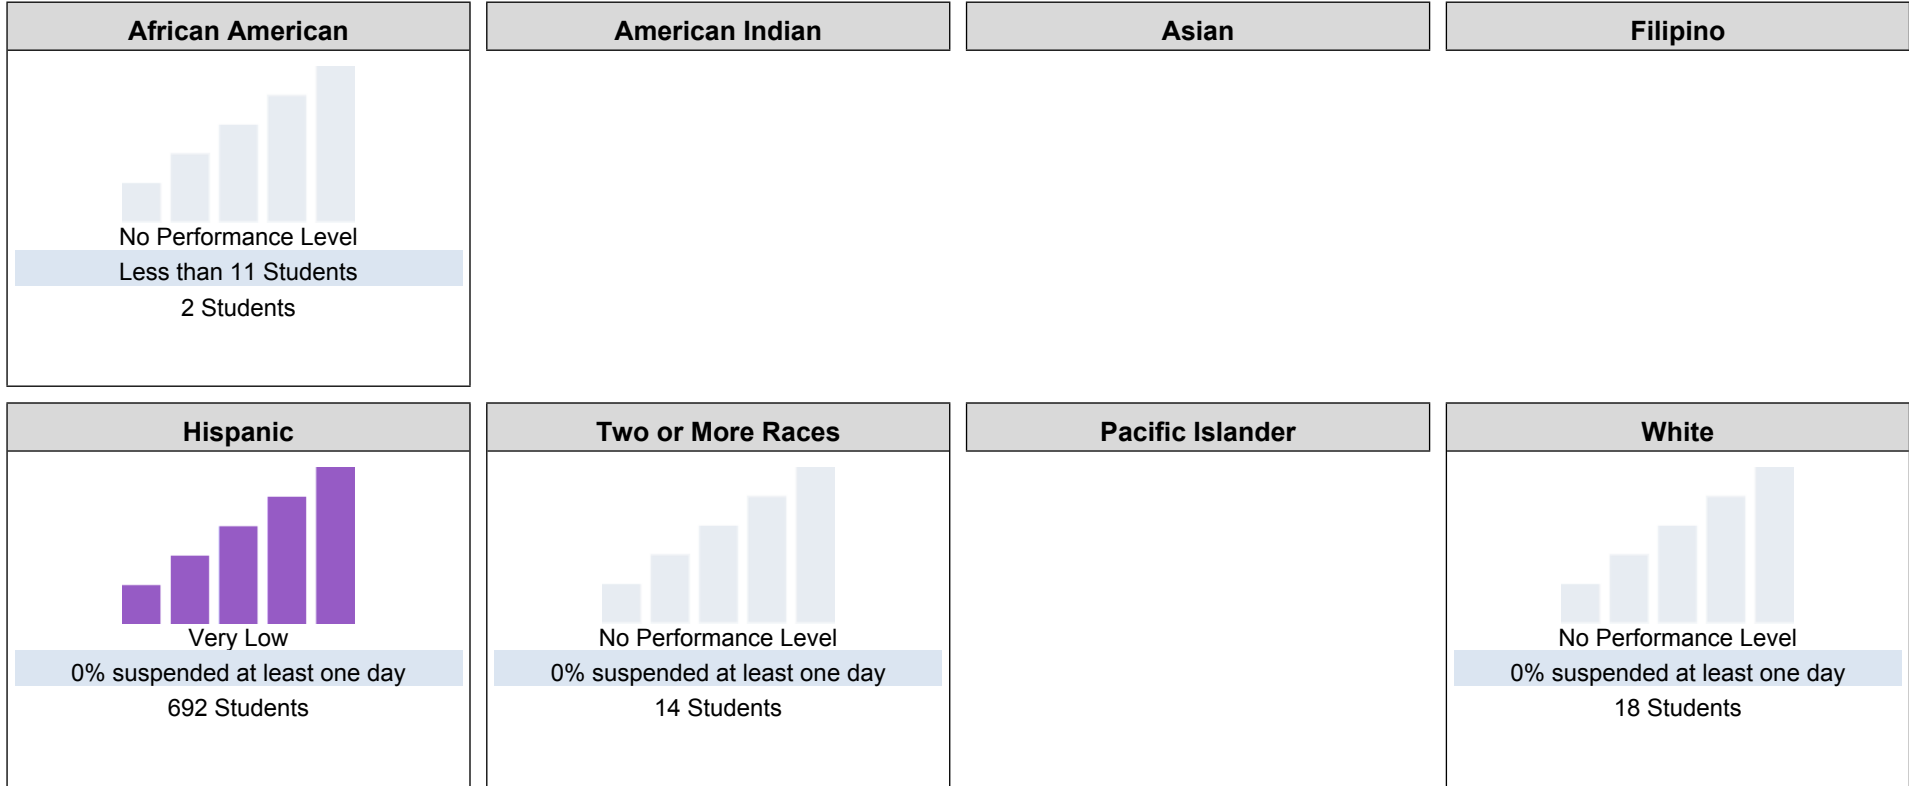 African American
American Indian
Asian
Filipino
No Performance Level
Less than 11 Students
2 Students
Hispanic
Two or More Races
Pacific Islander
White
Very Low
0% suspended at least one day
692 Students
No Performance Level
0% suspended at least one day
14 Students
No Performance Level
0% suspended at least one day
18 Students